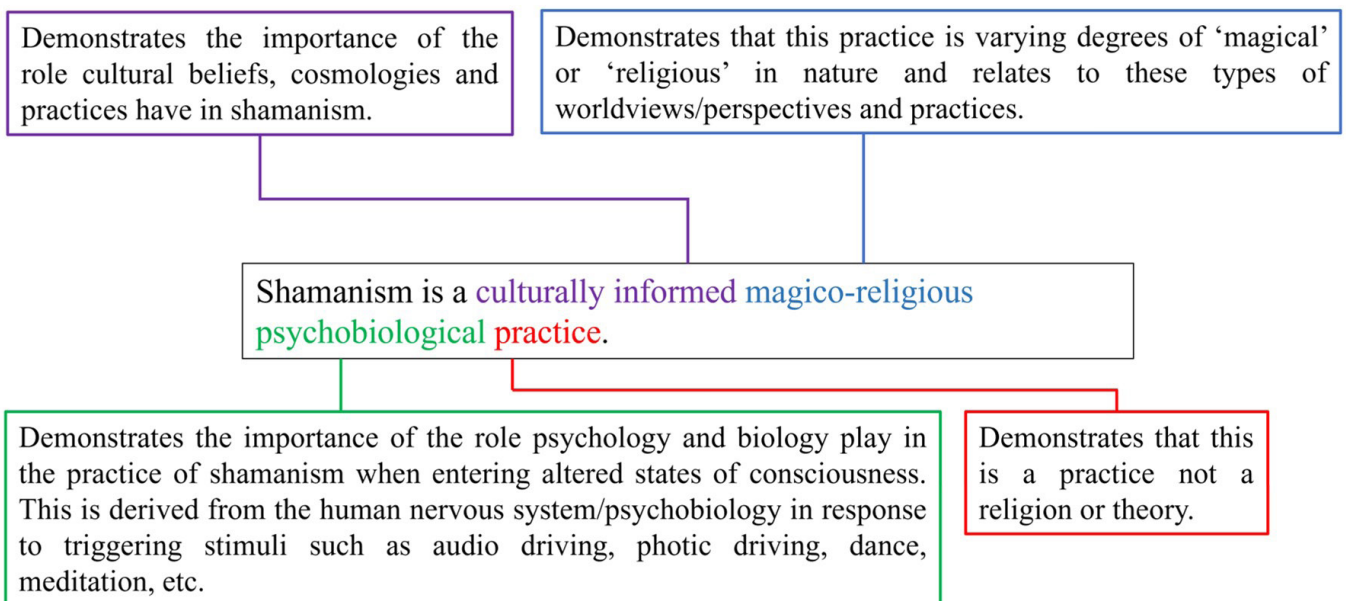 Demonstrates the importance of the
role cultural beliefs, cosmologies and
practices have in shamanism.
Demonstrates that this practice is varying degrees of ‘magical’
or ‘religious’ in nature and relates to these types of
worldviews/perspectives and practices.
Shamanism is a culturally informed magico-religious
psychobiological practice.
Demonstrates the importance of the role psychology and biology play in
the practice of shamanism when entering altered states of consciousness.
This is derived from the human nervous system/psychobiology in response
to triggering stimuli such as audio driving, photic driving, dance,
meditation, etc.
Demonstrates that this
is a practice not a
religion or theory.